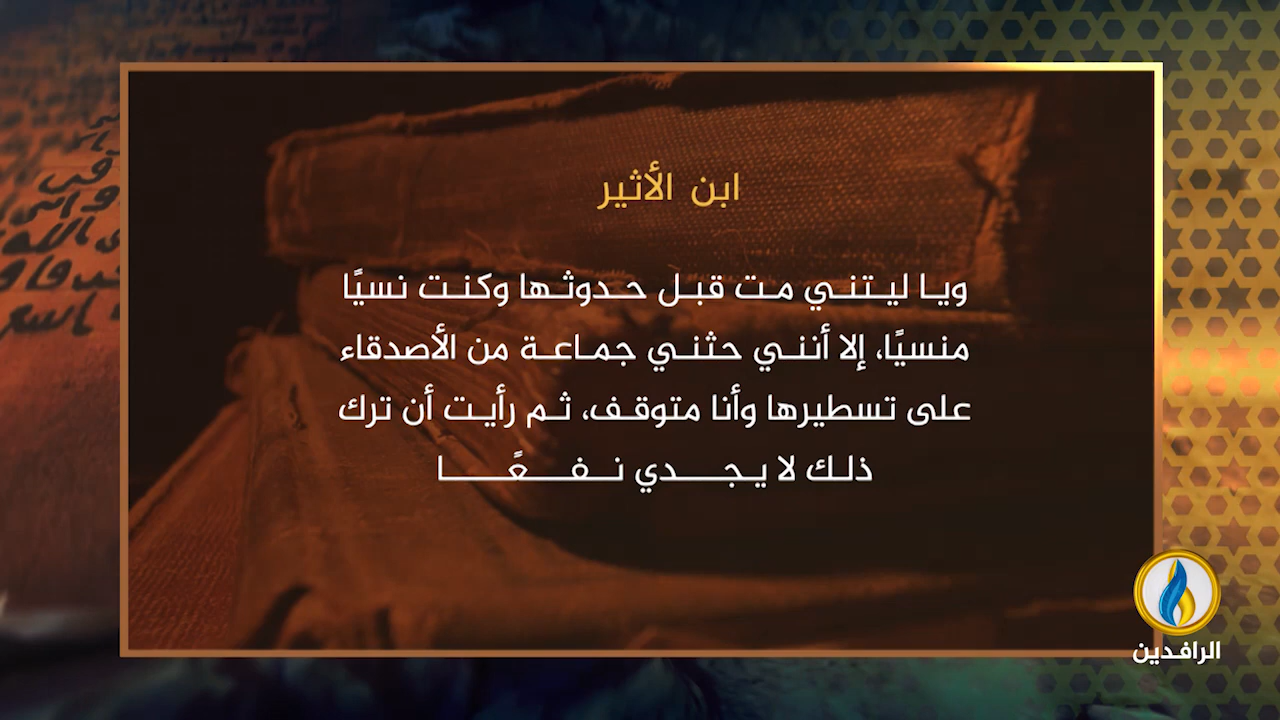 ابن الأثير
ويا ليتني مت قبل حدوثها وكنت نسيًا
منسيًا، إلا أنني حثني جماعة من الأصدقاء
على تسطيرها وأنا متوقف، ثم رأيت أن ترك
ذلك لا يجدي نفعًا
الرافدين